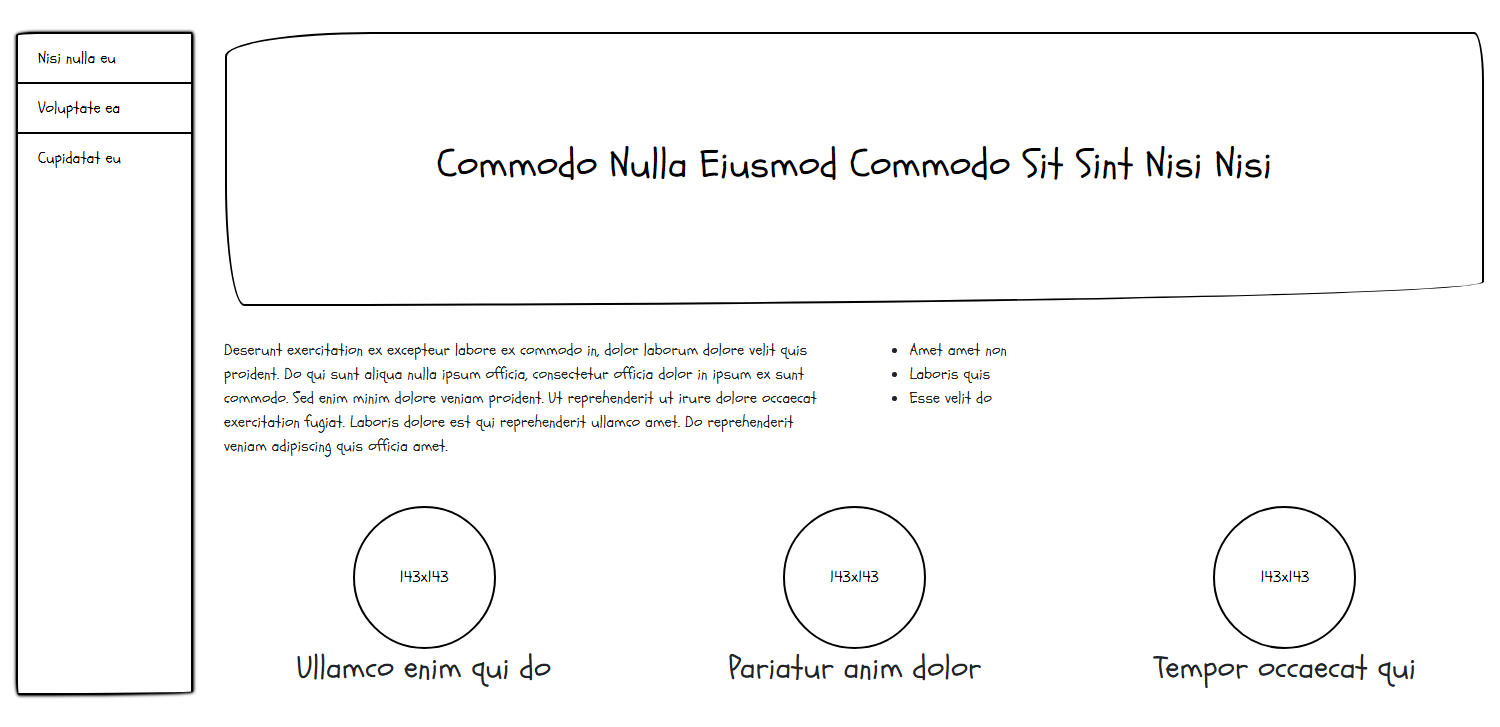 Nisi nulla eu
Voluptate ea
Cupidatat eu
Commodo Nulla Eiusmod Commodo Sit Sint Nisi Nisi
Deserunt exercitation ex excepteur labore ex commodo in, dolor laborum dolore velit quis
proident. Do qui sunt aliqua nulla ipsum officia, consectetur officia dolor in ipsum ex sunt
commodo. Sed enim minim dolore veniam proident. Ut reprehenderit ut irure dolore occaecat
exercitation fugiat. Laboris dolore est qui reprehenderit ullamco amet. Do reprehenderit
veniam adipiscing quis officia amet.
Amet amet non
Laboris quis
Esse velit do
143x143
Ullamco enim qui do
143x143
Pariatur anim dolor
143x143
Tempor occaecat qui